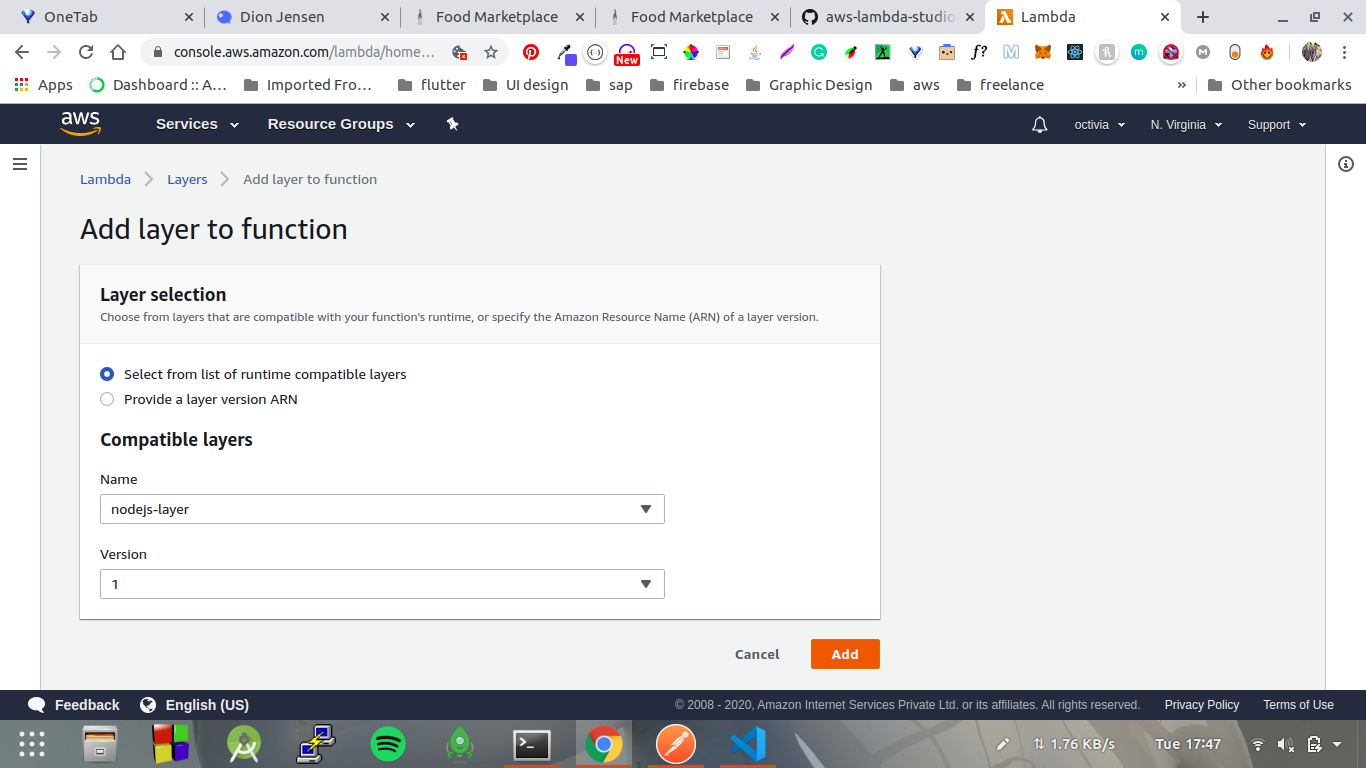 OneTab
Dion Jensen
Food Marketplace
Food Marketplace
aws-lambda-studio
Lambda
console.aws.amazon.com/lambda/home…
New
f?
Apps
Dashboard :: A…
Imported Fro…
flutter
UI design
sap
firebase
Graphic Design
aws
freelance
»
Other bookmarks
aws
Services
Resource Groups
octivia
N. Virginia
Support
Lambda
Layers
Add layer to function
Add layer to function
Layer selection
Choose from layers that are compatible with your function's runtime, or specify the Amazon Resource Name (ARN) of a layer version.
Select from list of runtime compatible layers
Provide a layer version ARN
Compatible layers
Name
nodejs-layer
Version
1
Cancel
Add
Feedback
English (US)
© 2008 - 2020, Amazon Internet Services Private Ltd. or its affiliates. All rights reserved.
Privacy Policy
Terms of Use
1.76 KB/s
Tue 17:47